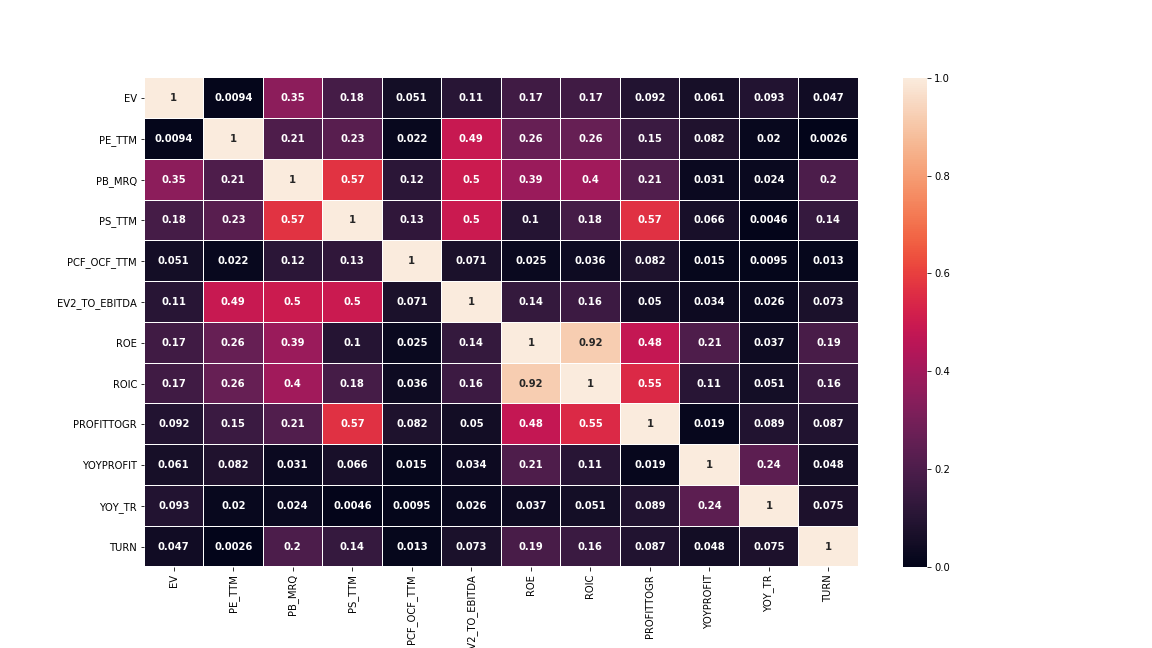 EV 1 0.0094 0.35 0.18 0.051 0.11 0.17 0.17 0.092 0.061 0.093 0.047
PE_TTM 0.0094 1 0.21 0.23 0.022 0.49 0.26 0.26 0.15 0.082 0.02 0.0026
PB_MRQ 0.35 0.21 1 0.57 0.12 0.5 0.39 0.4 0.21 0.031 0.024 0.2
PS_TTM 0.18 0.23 0.57 1 0.13 0.5 0.1 0.18 0.57 0.066 0.0046 0.14
PCF_OCF_TTM 0.051 0.022 0.12 0.13 1 0.071 0.025 0.036 0.082 0.015 0.0095 0.013
EV2_TO_EBITDA 0.11 0.49 0.5 0.5 0.071 1 0.14 0.16 0.05 0.034 0.026 0.073
ROE 0.17 0.26 0.39 0.1 0.025 0.14 1 0.92 0.48 0.21 0.037 0.19
ROIC 0.17 0.26 0.4 0.18 0.036 0.16 0.92 1 0.55 0.11 0.051 0.16
PROFITTOGR 0.092 0.15 0.21 0.57 0.082 0.05 0.48 0.55 1 0.019 0.089 0.087
YOYPROFIT 0.061 0.082 0.031 0.066 0.015 0.034 0.21 0.11 0.019 1 0.24 0.048
YOY_TR 0.093 0.02 0.024 0.0046 0.0095 0.026 0.037 0.051 0.089 0.24 1 0.075
TURN 0.047 0.0026 0.2 0.14 0.013 0.073 0.19 0.16 0.087 0.048 0.075 1
EV
PE_TTM
PB_MRQ
PS_TTM
PCF_OCF_TTM
V2_TO_EBITDA
ROE
ROIC
PROFITTOGR
YOYPROFIT
YOY_TR
TURN
1.0
0.8
0.6
0.4
0.2
0.0